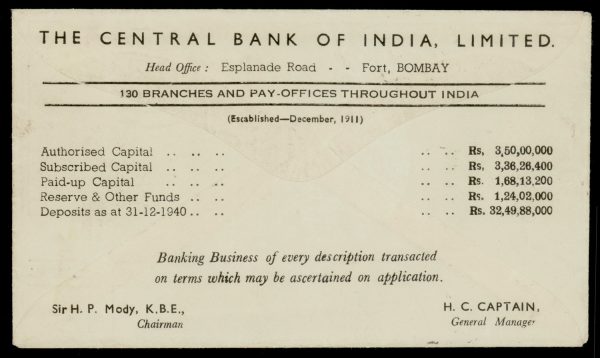 THE CENTRAL BANK OF INDIA, LIMITED.
Head Office : Esplanade Road - - Fort, BOMBAY
130 BRANCHES AND PAY-OFFICES THROUGHOUT INDIA
(Established—December, 1911)
Authorised Capital .. .. .. .. .. Rs, 3,50,00,000
Subscribed Capital .. .. .. .. .. Rs. 3,36,26,400
Paid-up Capital .. .. .. .. .. Rs. 1,68,13,200
Reserve & Other Funds .. .. .. .. Rs. 1,24,02,000
Deposits as at 31-12-1940 .. .. .. .. Rs. 32,49,88,000
Banking Business of every description transacted
on terms which may be ascertained on application.
Sir H. P. Mody, K.B.E., H. C. CAPTAIN,
Chairman General Manager